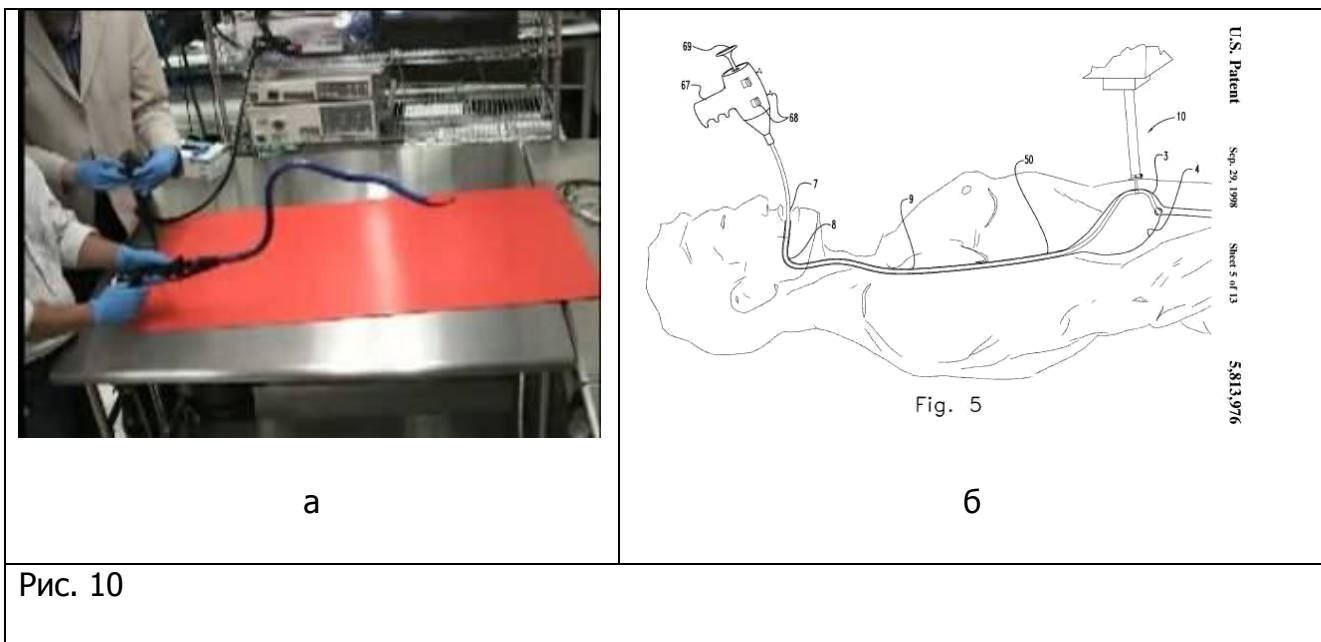 69
67
68
10
3
50
4
7
9
8
Fig. 5
U.S. Patent
Sep. 29, 1998
Sheet 5 of 13
5,813,976
а
б
Рис. 10